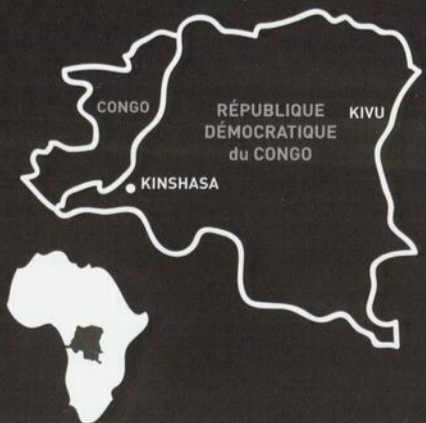 CONGO
RÉPUBLIQUE
DÉMOCRATIQUE
du CONGO
KIVU
KINSHASA